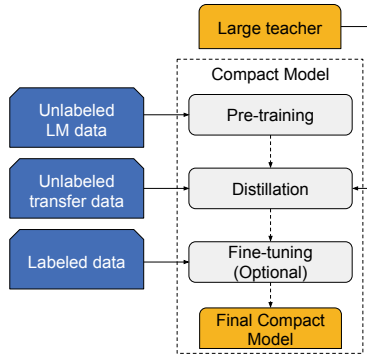 Large teacher
Compact Model
Unlabeled
LM data
Pre-training
Unlabeled
transfer data
Distillation
Labeled data
Fine-tuning
(Optional)
Final Compact
Model